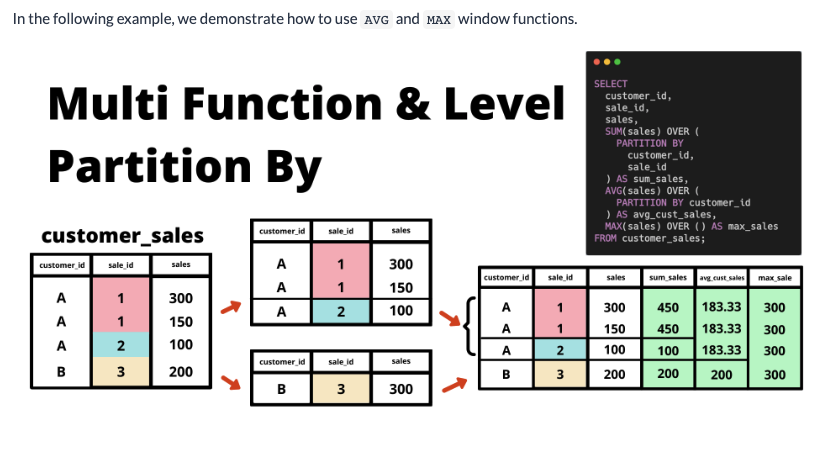 In the following example, we demonstrate how to use AVG and MAX window functions.
Multi Function & Level
Partition By
SELECT
customer_id,
sale_id,
sales,
SUM(sales) OVER (
PARTITION BY
customer_id,
sale_id
) AS sum_sales,
AVG(sales) OVER (
PARTITION BY customer_id
) AS avg_cust_sales,
MAX(sales) OVER () AS max_sales
FROM customer_sales;
customer_sales
customer_id sale_id sales
A 1 300
A 1 150
A 2 100
B 3 200
customer_id sale_id sales
A 1 300
A 1 150
A 2 100
customer_id sale_id sales
B 3 300
customer_id sale_id sales sum_sales avg_cust_sales max_sale
A 1 300 450 183.33 300
A 1 150 450 183.33 300
A 2 100 100 183.33 300
B 3 200 200 200 300